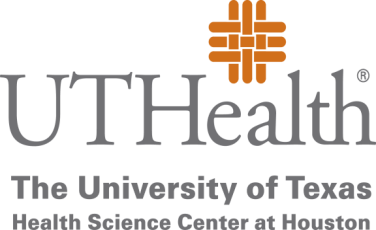 UTHealth®
The University of Texas
Health Science Center at Houston